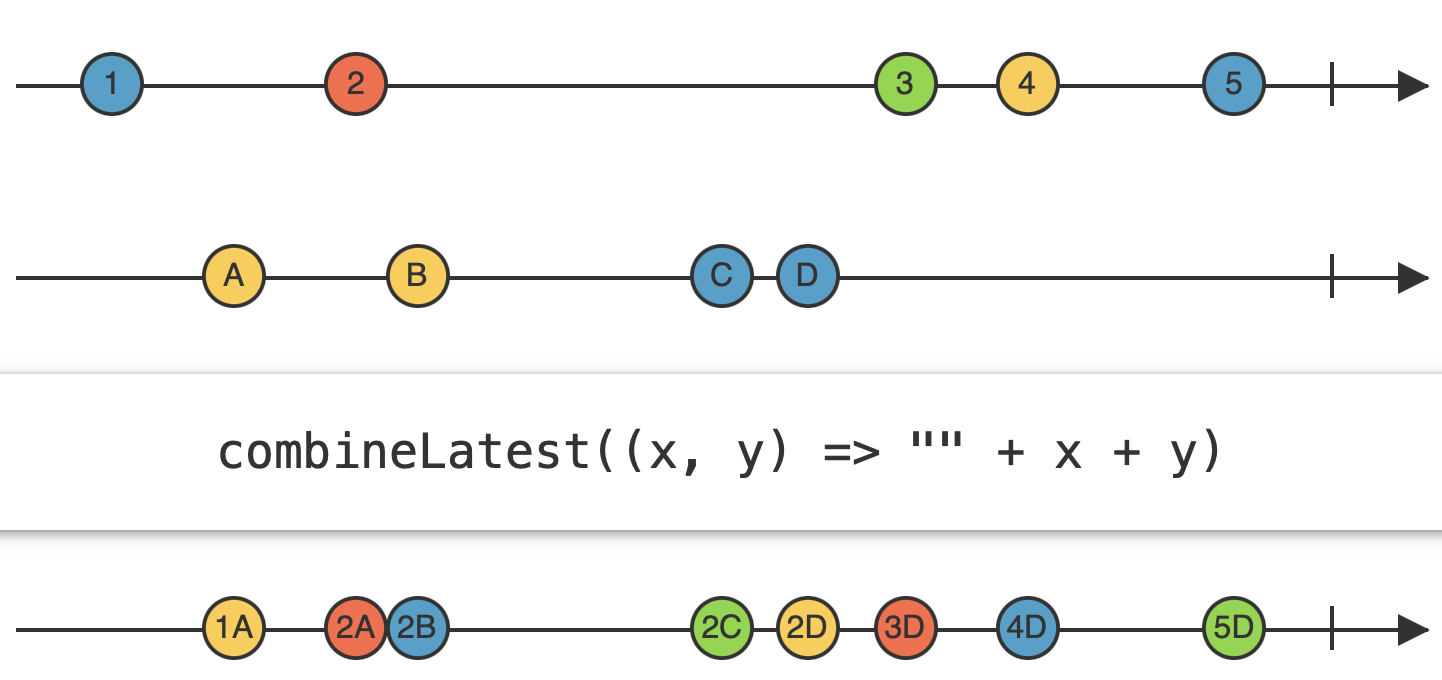 1 2 3 4 5
A B C D
combineLatest((x, y) => "" + x + y)
1A 2A 2B 2C 2D 3D 4D 5D